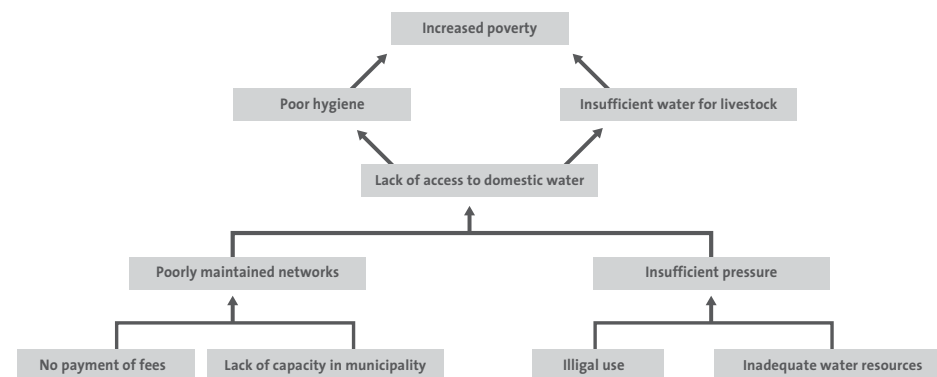 Increased poverty
Poor hygiene
Insufficient water for livestock
Lack of access to domestic water
Poorly maintained networks
Insufficient pressure
No payment of fees
Lack of capacity in municipality
Illigal use
Inadequate water resources